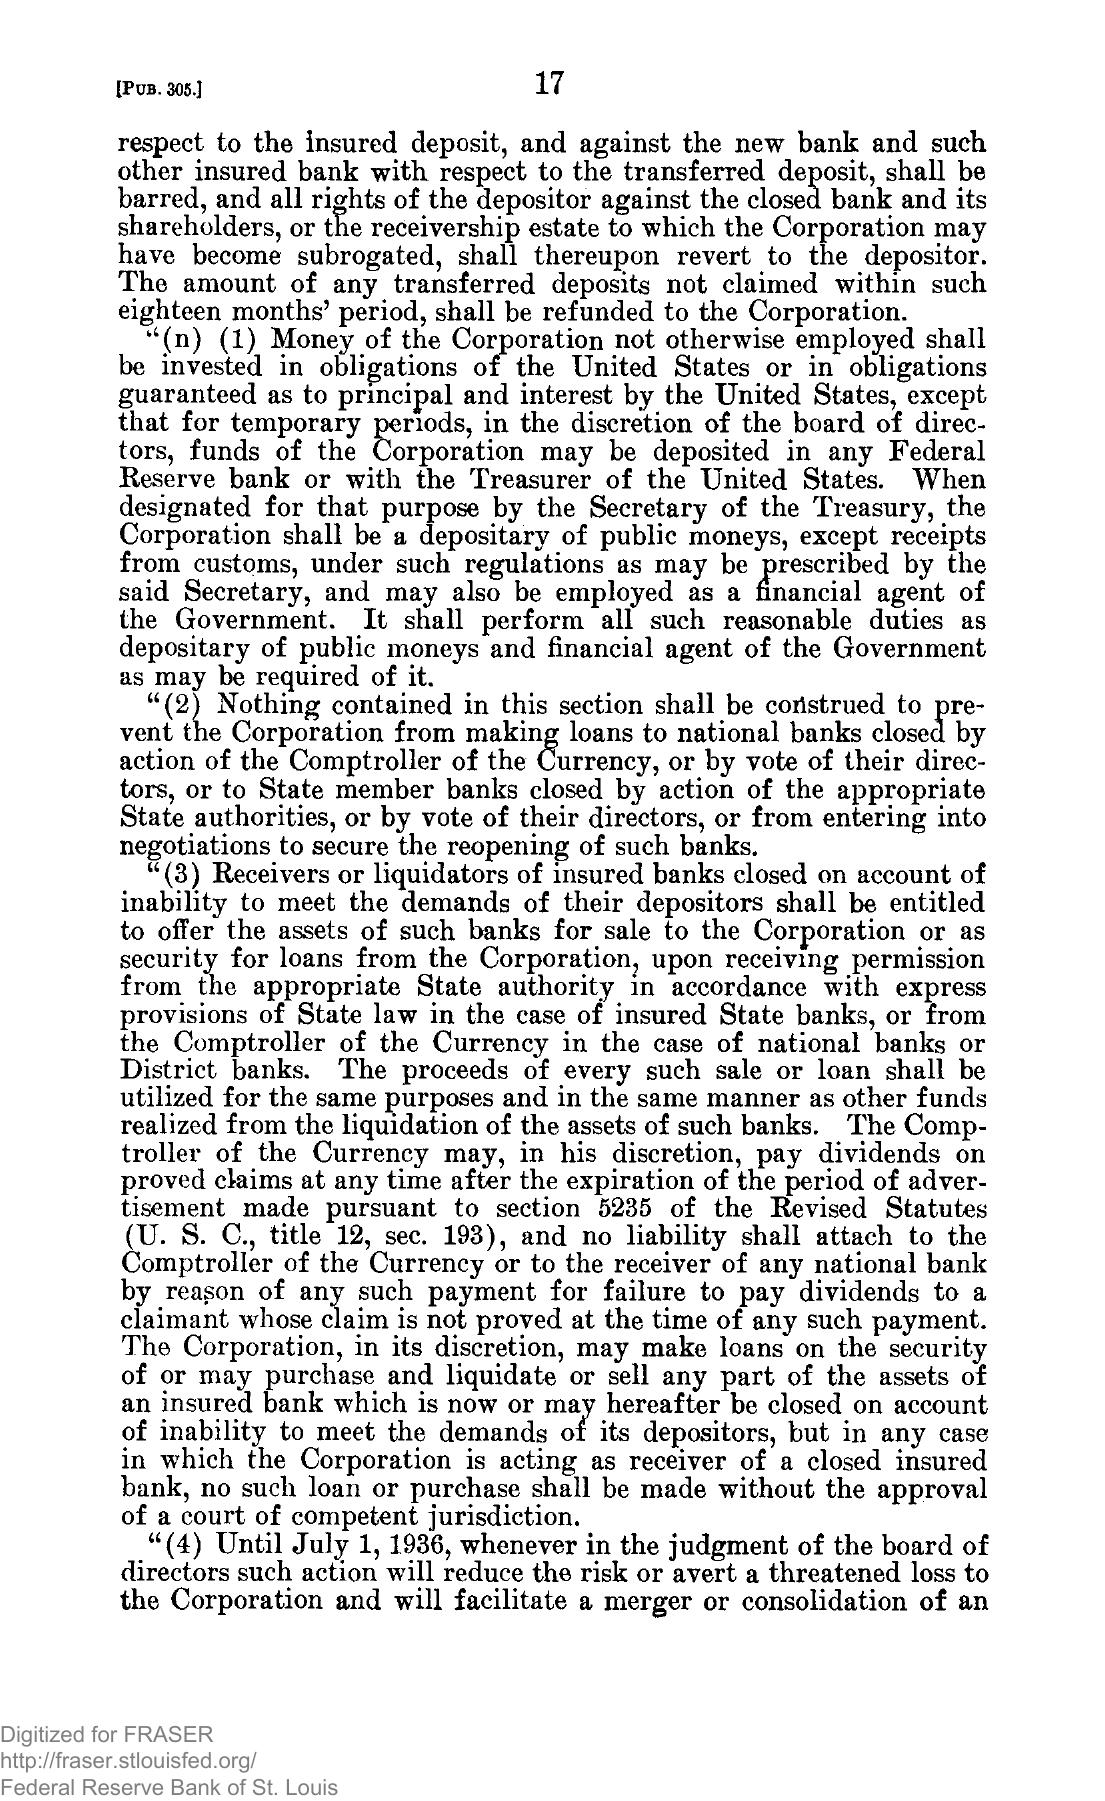 [PUB. 305.]
17
respect to the insured deposit, and against the new bank and such
other insured bank with respect to the transferred deposit, shall be
barred, and all rights of the depositor against the closed bank and its
shareholders, or the receivership estate to which the Corporation may
have become subrogated, shall thereupon revert to the depositor.
The amount of any transferred deposits not claimed within such
eighteen months' period, shall be refunded to the Corporation.
"(n) (1) Money of the Corporation not otherwise employed shall
be invested in obligations of the United States or in obligations
guaranteed as to principal and interest by the United States, except
that for temporary periods, in the discretion of the board of direc-
tors, funds of the Corporation may be deposited in any Federal
Reserve bank or with the Treasurer of the United States. When
designated for that purpose by the Secretary of the Treasury, the
Corporation shall be a depositary of public moneys, except receipts
from customs, under such regulations as may be prescribed by the
said Secretary, and may also be employed as a financial agent of
the Government. It shall perform all such reasonable duties as
depositary of public moneys and financial agent of the Government
as may be required of it.
"(2) Nothing contained in this section shall be construed to pre-
vent the Corporation from making loans to national banks closed by
action of the Comptroller of the Currency, or by vote of their direc-
tors, or to State member banks closed by action of the appropriate
State authorities, or by vote of their directors, or from entering into
negotiations to secure the reopening of such banks.
"(3) Receivers or liquidators of insured banks closed on account of
inability to meet the demands of their depositors shall be entitled
to offer the assets of such banks for sale to the Corporation or as
security for loans from the Corporation, upon receiving permission
from the appropriate State authority in accordance with express
provisions of State law in the case of insured State banks, or from
the Comptroller of the Currency in the case of national banks or
District banks. The proceeds of every such sale or loan shall be
utilized for the same purposes and in the same manner as other funds
realized from the liquidation of the assets of such banks. The Comp-
troller of the Currency may, in his discretion, pay dividends on
proved claims at any time after the expiration of the period of adver-
tisement made pursuant to section 5235 of the Revised Statutes
(U. S. C., title 12, sec. 193), and no liability shall attach to the
Comptroller of the Currency or to the receiver of any national bank
by reason of any such payment for failure to pay dividends to a
claimant whose claim is not proved at the time of any such payment.
The Corporation, in its discretion, may make loans on the security
of or may purchase and liquidate or sell any part of the assets of
an insured bank which is now or may hereafter be closed on account
of inability to meet the demands of its depositors, but in any case
in which the Corporation is acting as receiver of a closed insured
bank, no such loan or purchase shall be made without the approval
of a court of competent jurisdiction.
"(4) Until July 1, 1936, whenever in the judgment of the board of
directors such action will reduce the risk or avert a threatened loss to
the Corporation and will facilitate a merger or consolidation of an
Digitized for FRASER
http://fraser.stlouisfed.org/
Federal Reserve Bank of St. Louis